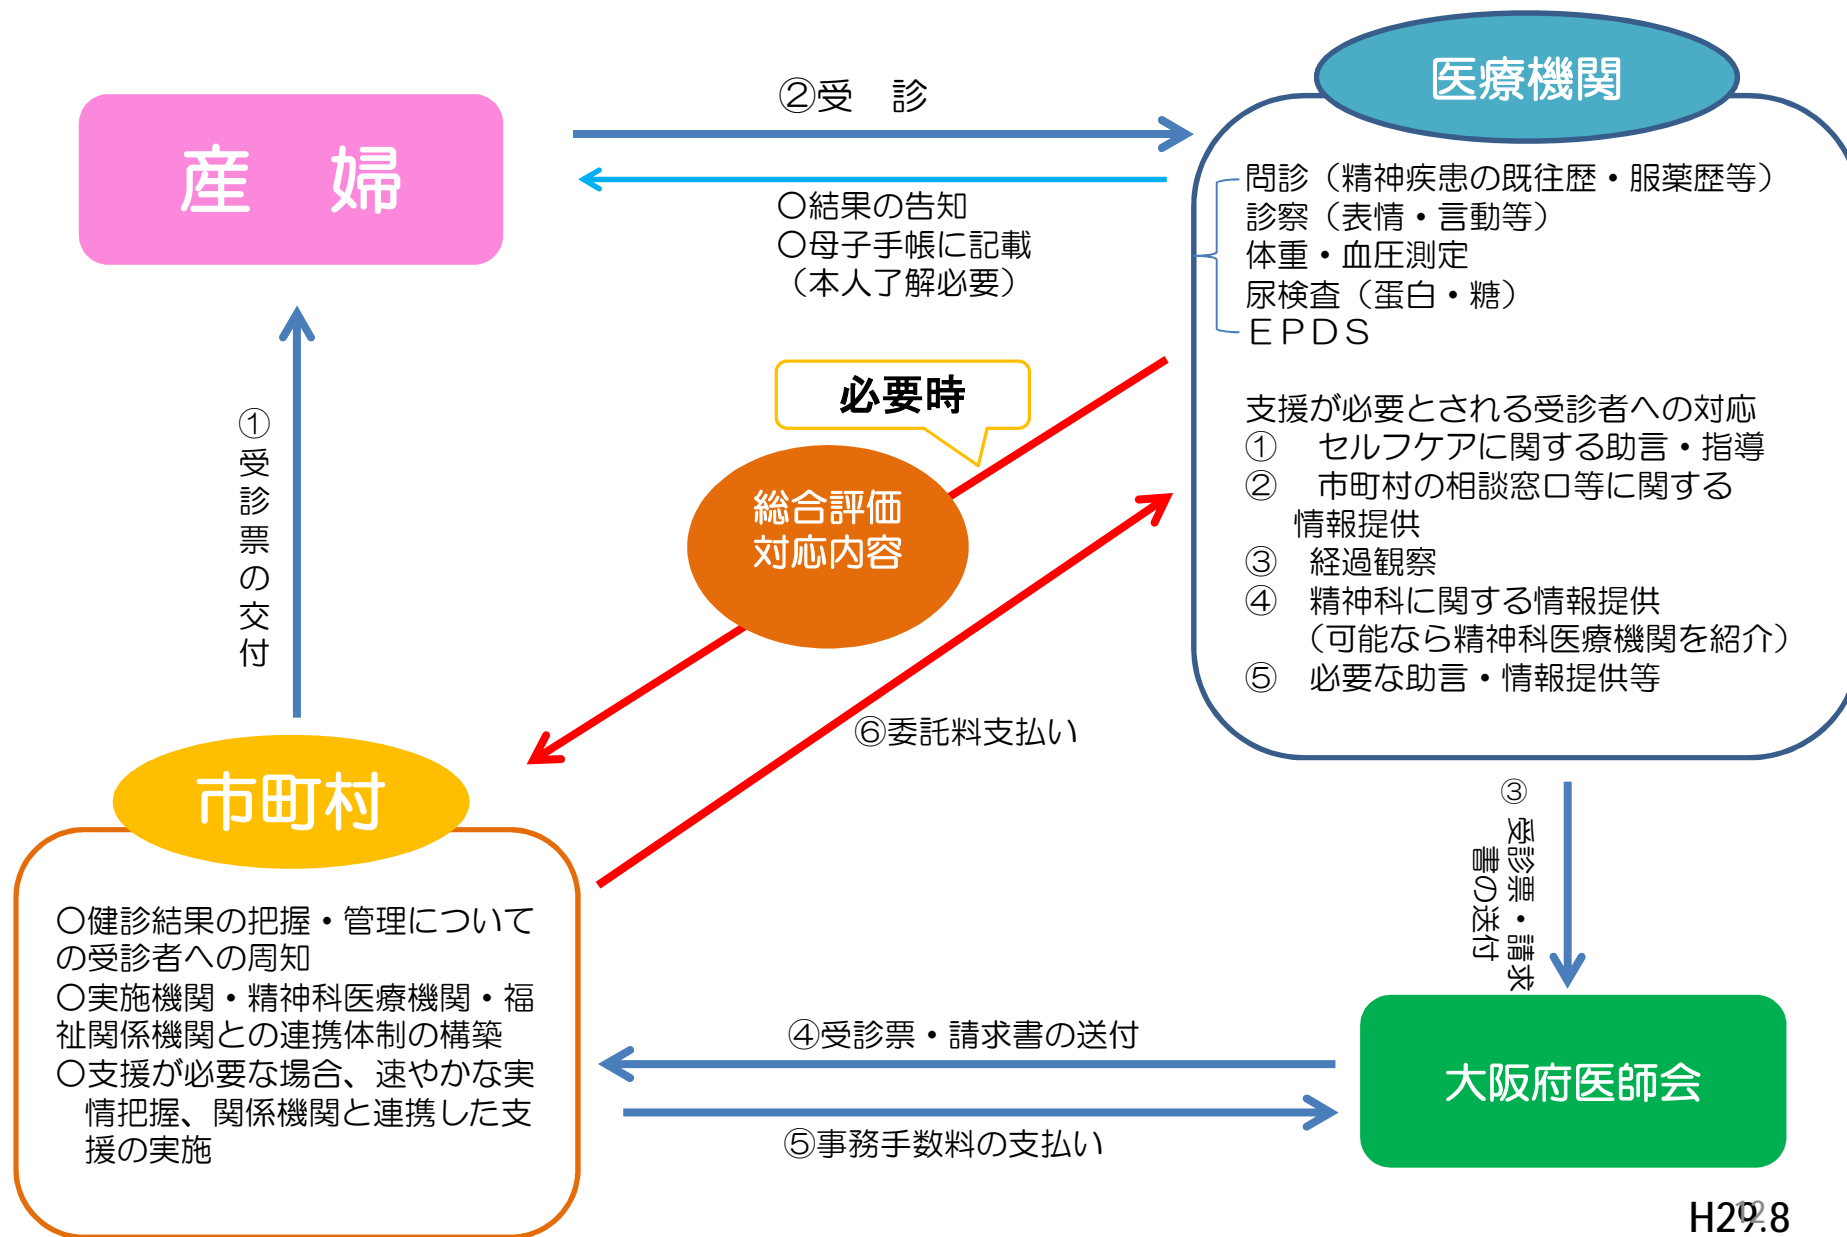 医療機関
②受　診
産　婦
〇結果の告知
〇母子手帳に記載
（本人了解必要）
問診（精神疾患の既往歴・服薬歴等）
診察（表情・言動等）
体重・血圧測定
尿検査（蛋白・糖）
ＥＰＤＳ
支援が必要とされる受診者への対応
①　セルフケアに関する助言・指導
②　市町村の相談窓口等に関する
情報提供
③　経過観察
④　精神科に関する情報提供
（可能なら精神科医療機関を紹介）
⑤　必要な助言・情報提供等
必要時
総合評価
対応内容
①受診票の交付
⑥委託料支払い
市町村
〇健診結果の把握・管理について
の受診者への周知
〇実施機関・精神科医療機関・福
祉関係機関との連携体制の構築
〇支援が必要な場合、速やかな実
情把握、関係機関と連携した支
援の実施
③受診票・請求
書の送付
④受診票・請求書の送付
⑤事務手数料の支払い
大阪府医師会
H29.8
12